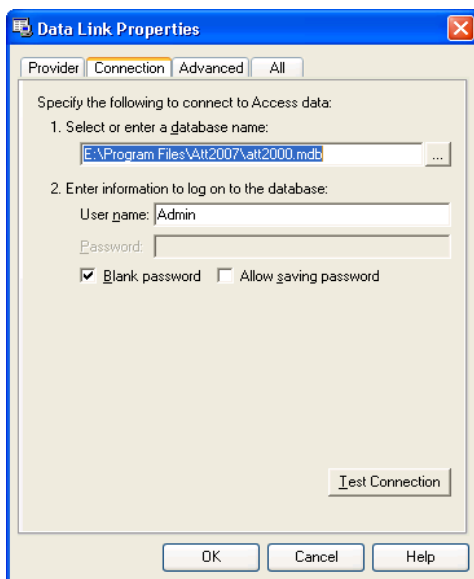 Data Link Properties
Provider Connection Advanced All
Specify the following to connect to Access data:
1. Select or enter a database name:
E:\Program Files\Att2007\att2000.mdb ...
2. Enter information to log on to the database:
User name: Admin
Password:
Blank password Allow saving password
Test Connection
OK Cancel Help